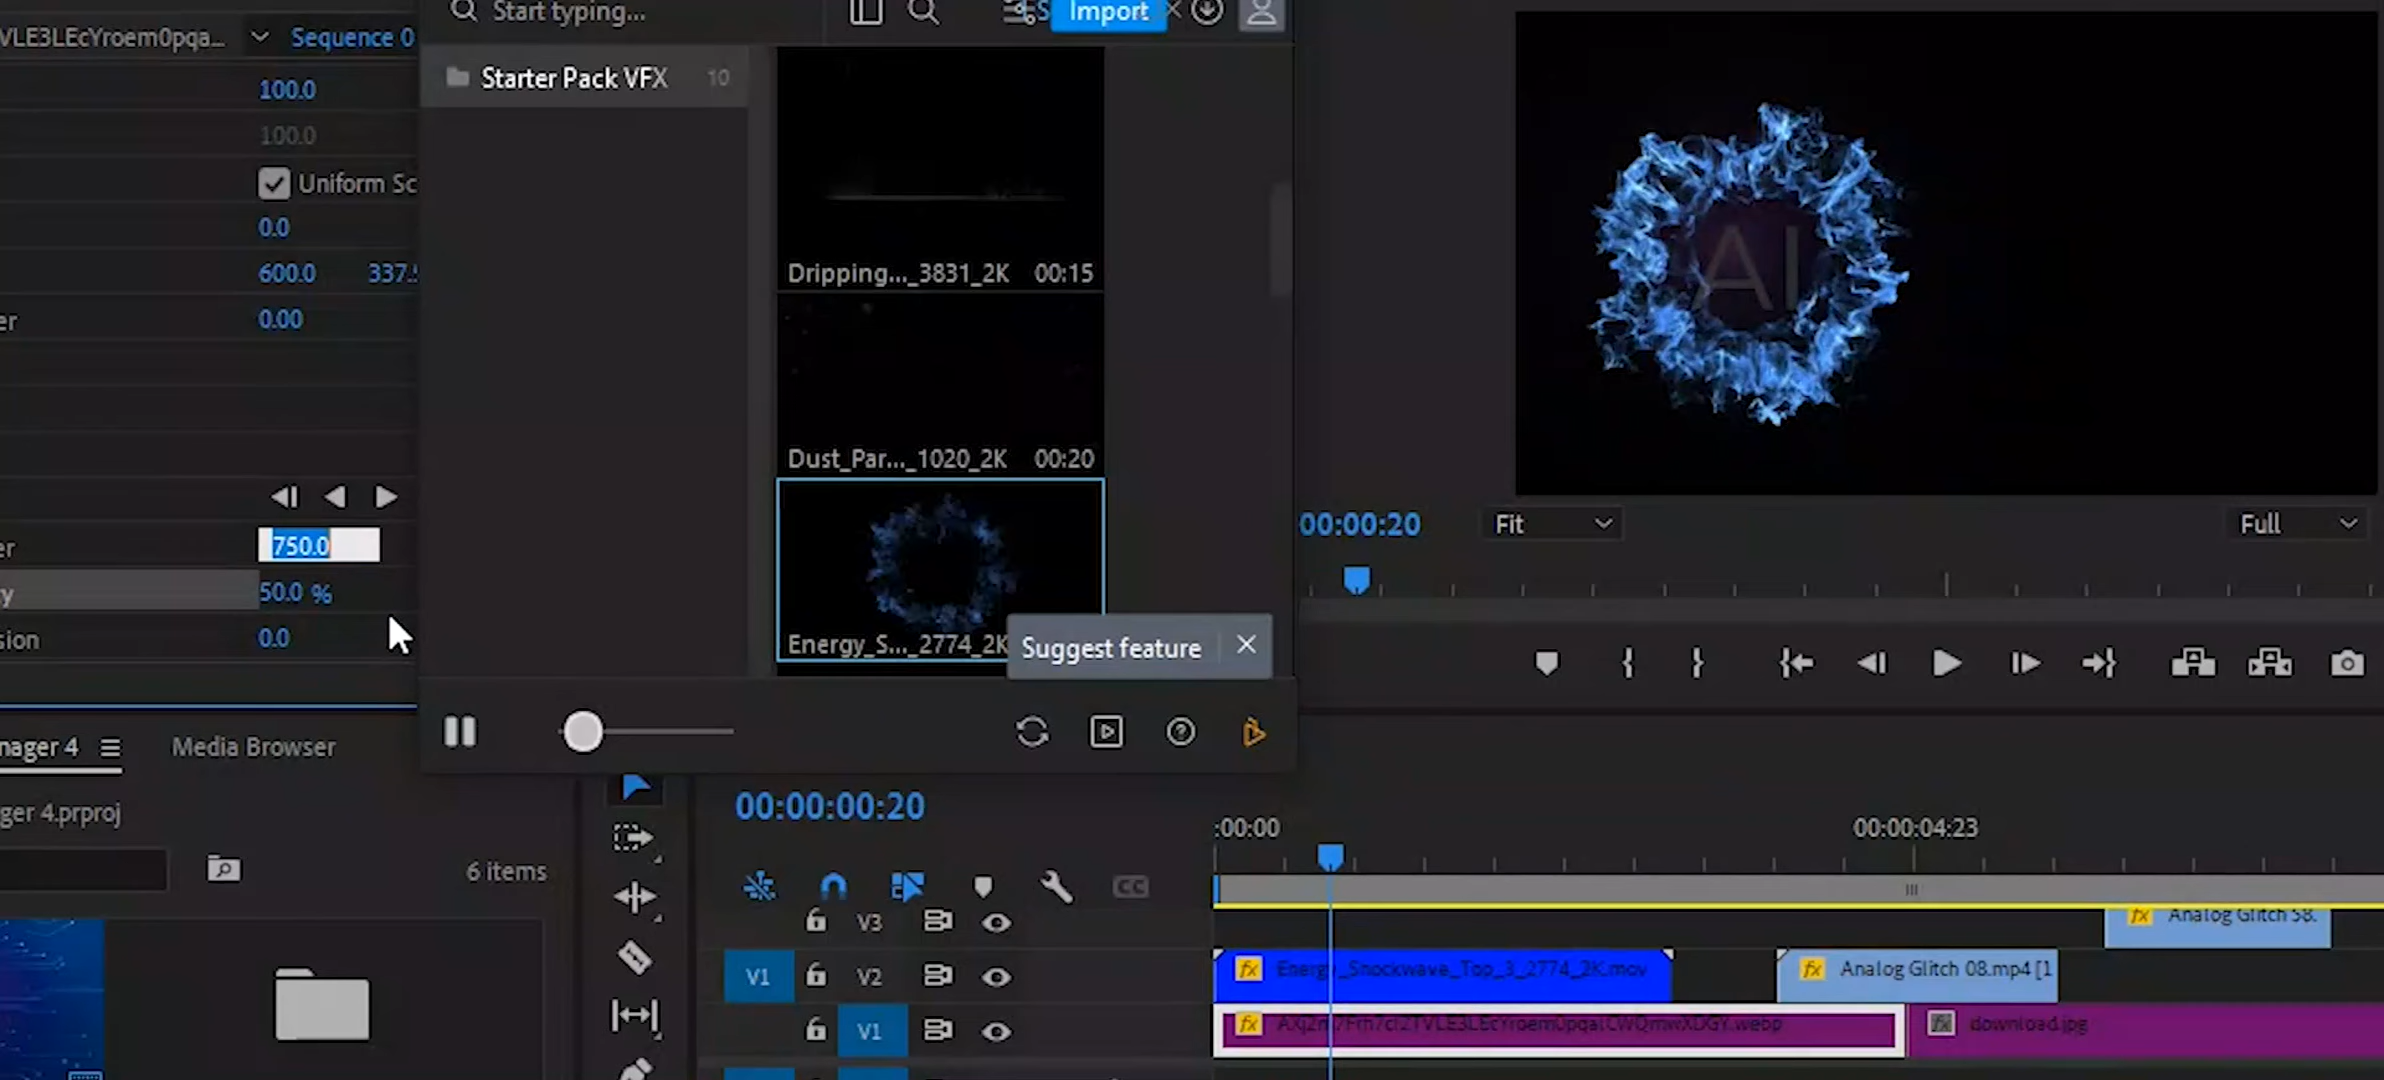 Start typing...
Import
VLE3LEcYroem0pqa...
Sequence 0
Starter Pack VFX 10
100.0
100.0
Uniform Sc
0.0
600.0 337.
er 0.00
AI
Dripping..._3831_2K 00:15
Dust_Par..._1020_2K 00:20
Energy_S..._2774_2K
Suggest feature
er 750.0
y 50.0 %
sion 0.0
00:00:20
Fit
Full
nager 4
Media Browser
ger 4.prproj
6 items
00:00:00:20
:00:00
00:00:04:23
CC
V3
Analog Glitch 58.
V1 V2
Energy_Shockwave_Top_3_2774_2K.mov
Analog Glitch 08.mp4 [1
V1
download.jpg